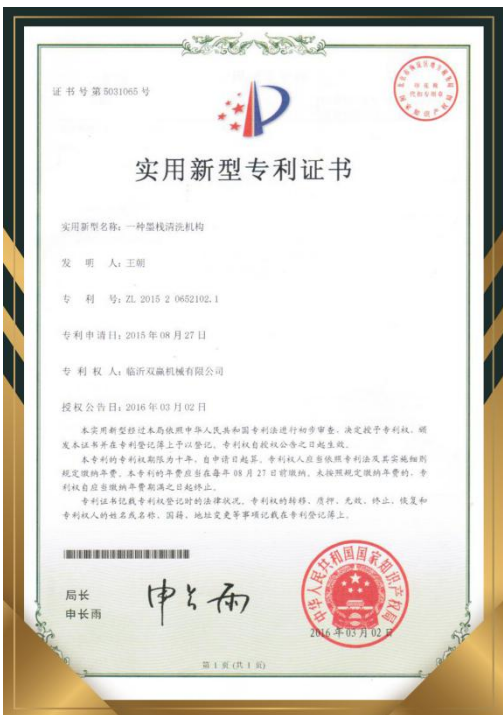 证书号第5031065号
实用新型专利证书
实用新型名称：一种墨栈清洗机构
发明人：王朝
专利号：ZL 2015 2 0652102.1
专利申请日：2015年08月27日
专利权人：临沂双赢机械有限公司
授权公告日：2016年03月02日
本实用新型经过本局依照中华人民共和国专利法进行初步审查，决定授予专利权，颁
发本证书并在专利登记簿上予以登记。专利权自授权公告之日起生效。
本专利的专利权期限为十年，自申请日起算。专利权人应当依照专利法及其实施细则
规定缴纳年费。本专利的年费应当在每年08月27日前缴纳。未按照规定缴纳年费的，专
利权自应当缴纳年费期满之日起终止。
专利证书记载专利权登记时的法律状况。专利权的转移、质押、无效、终止、恢复和
专利权人的姓名或名称、国籍、地址变更等事项记载在专利登记簿上。
局长
申长雨
申长雨
中华人民共和国国家知识产权局
2016年03月02日
第1页(共1页)